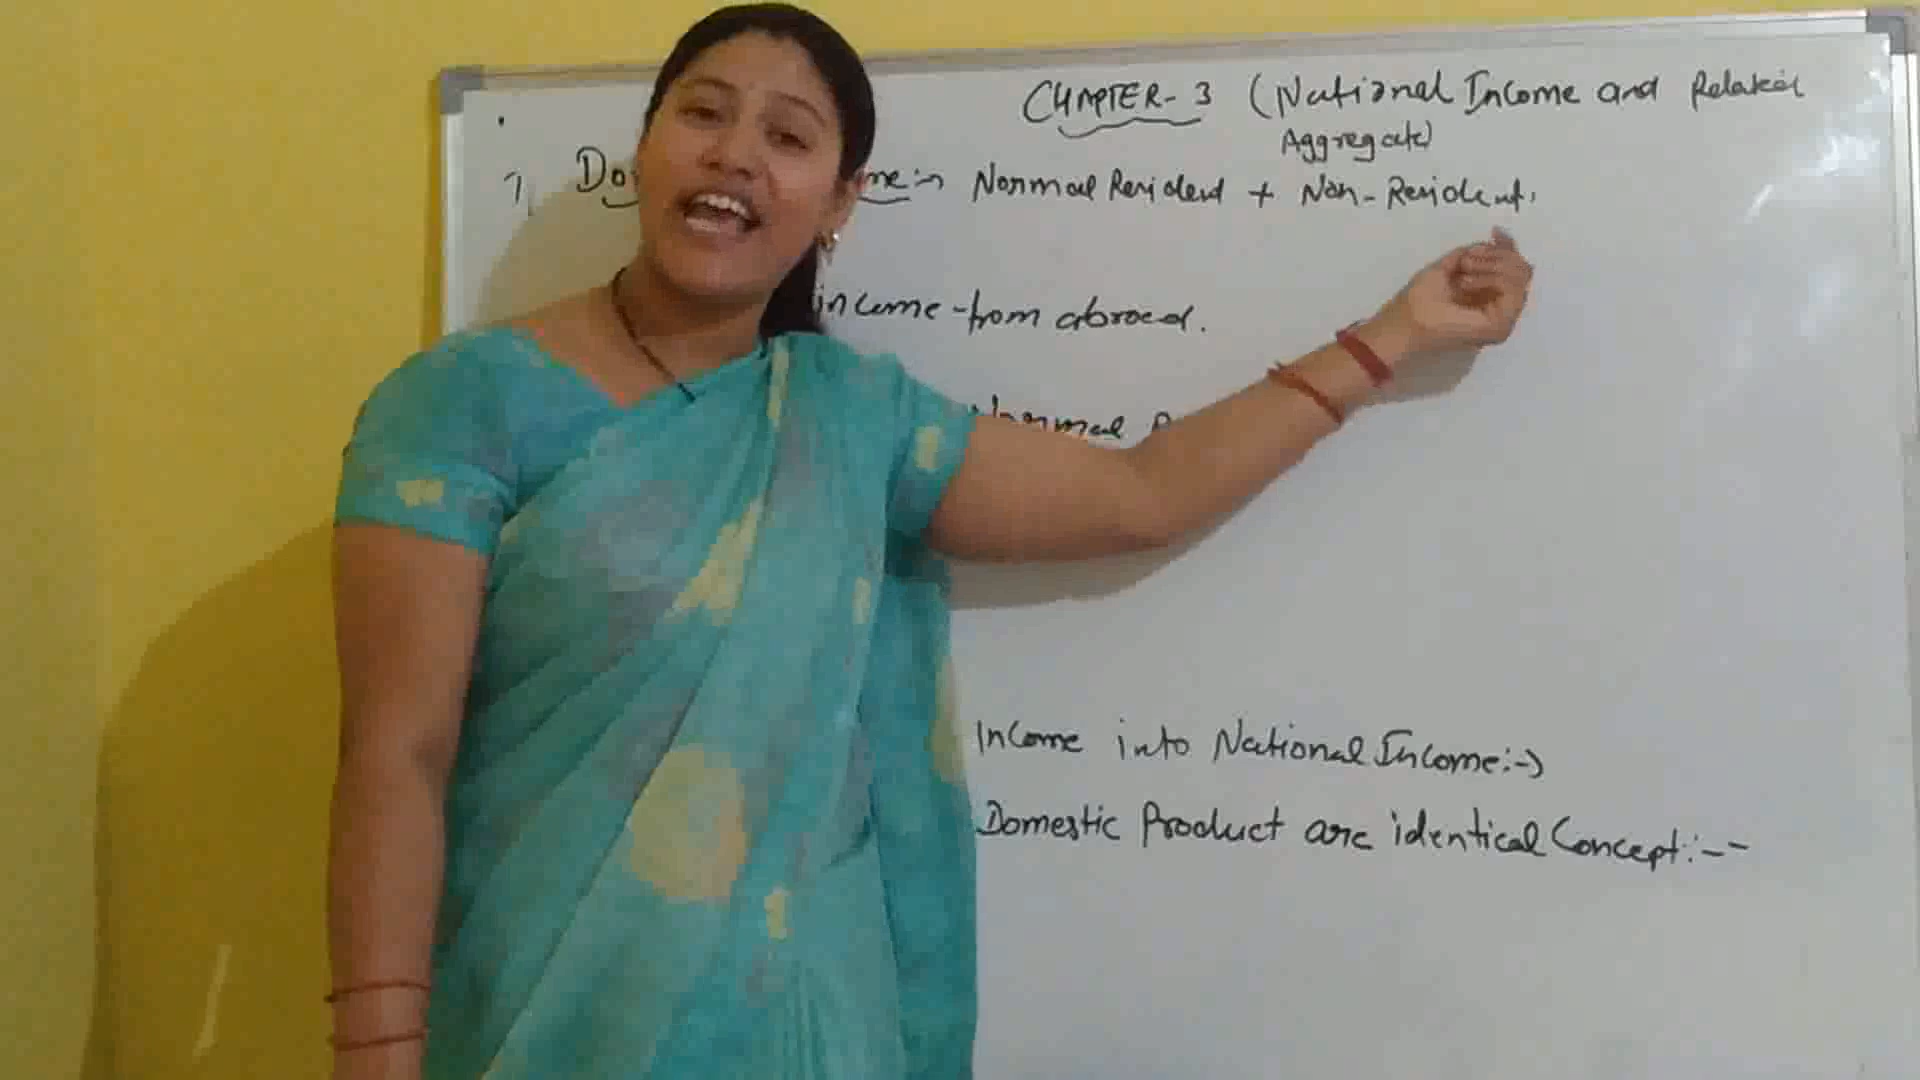 CHAPTER-3 (National Income and Related
Aggregate)
1. Do me:→ Normal Resident + Non-Resident.
income from abroad.
Normal
Income into National Income:→
Domestic Product are identical Concept:--